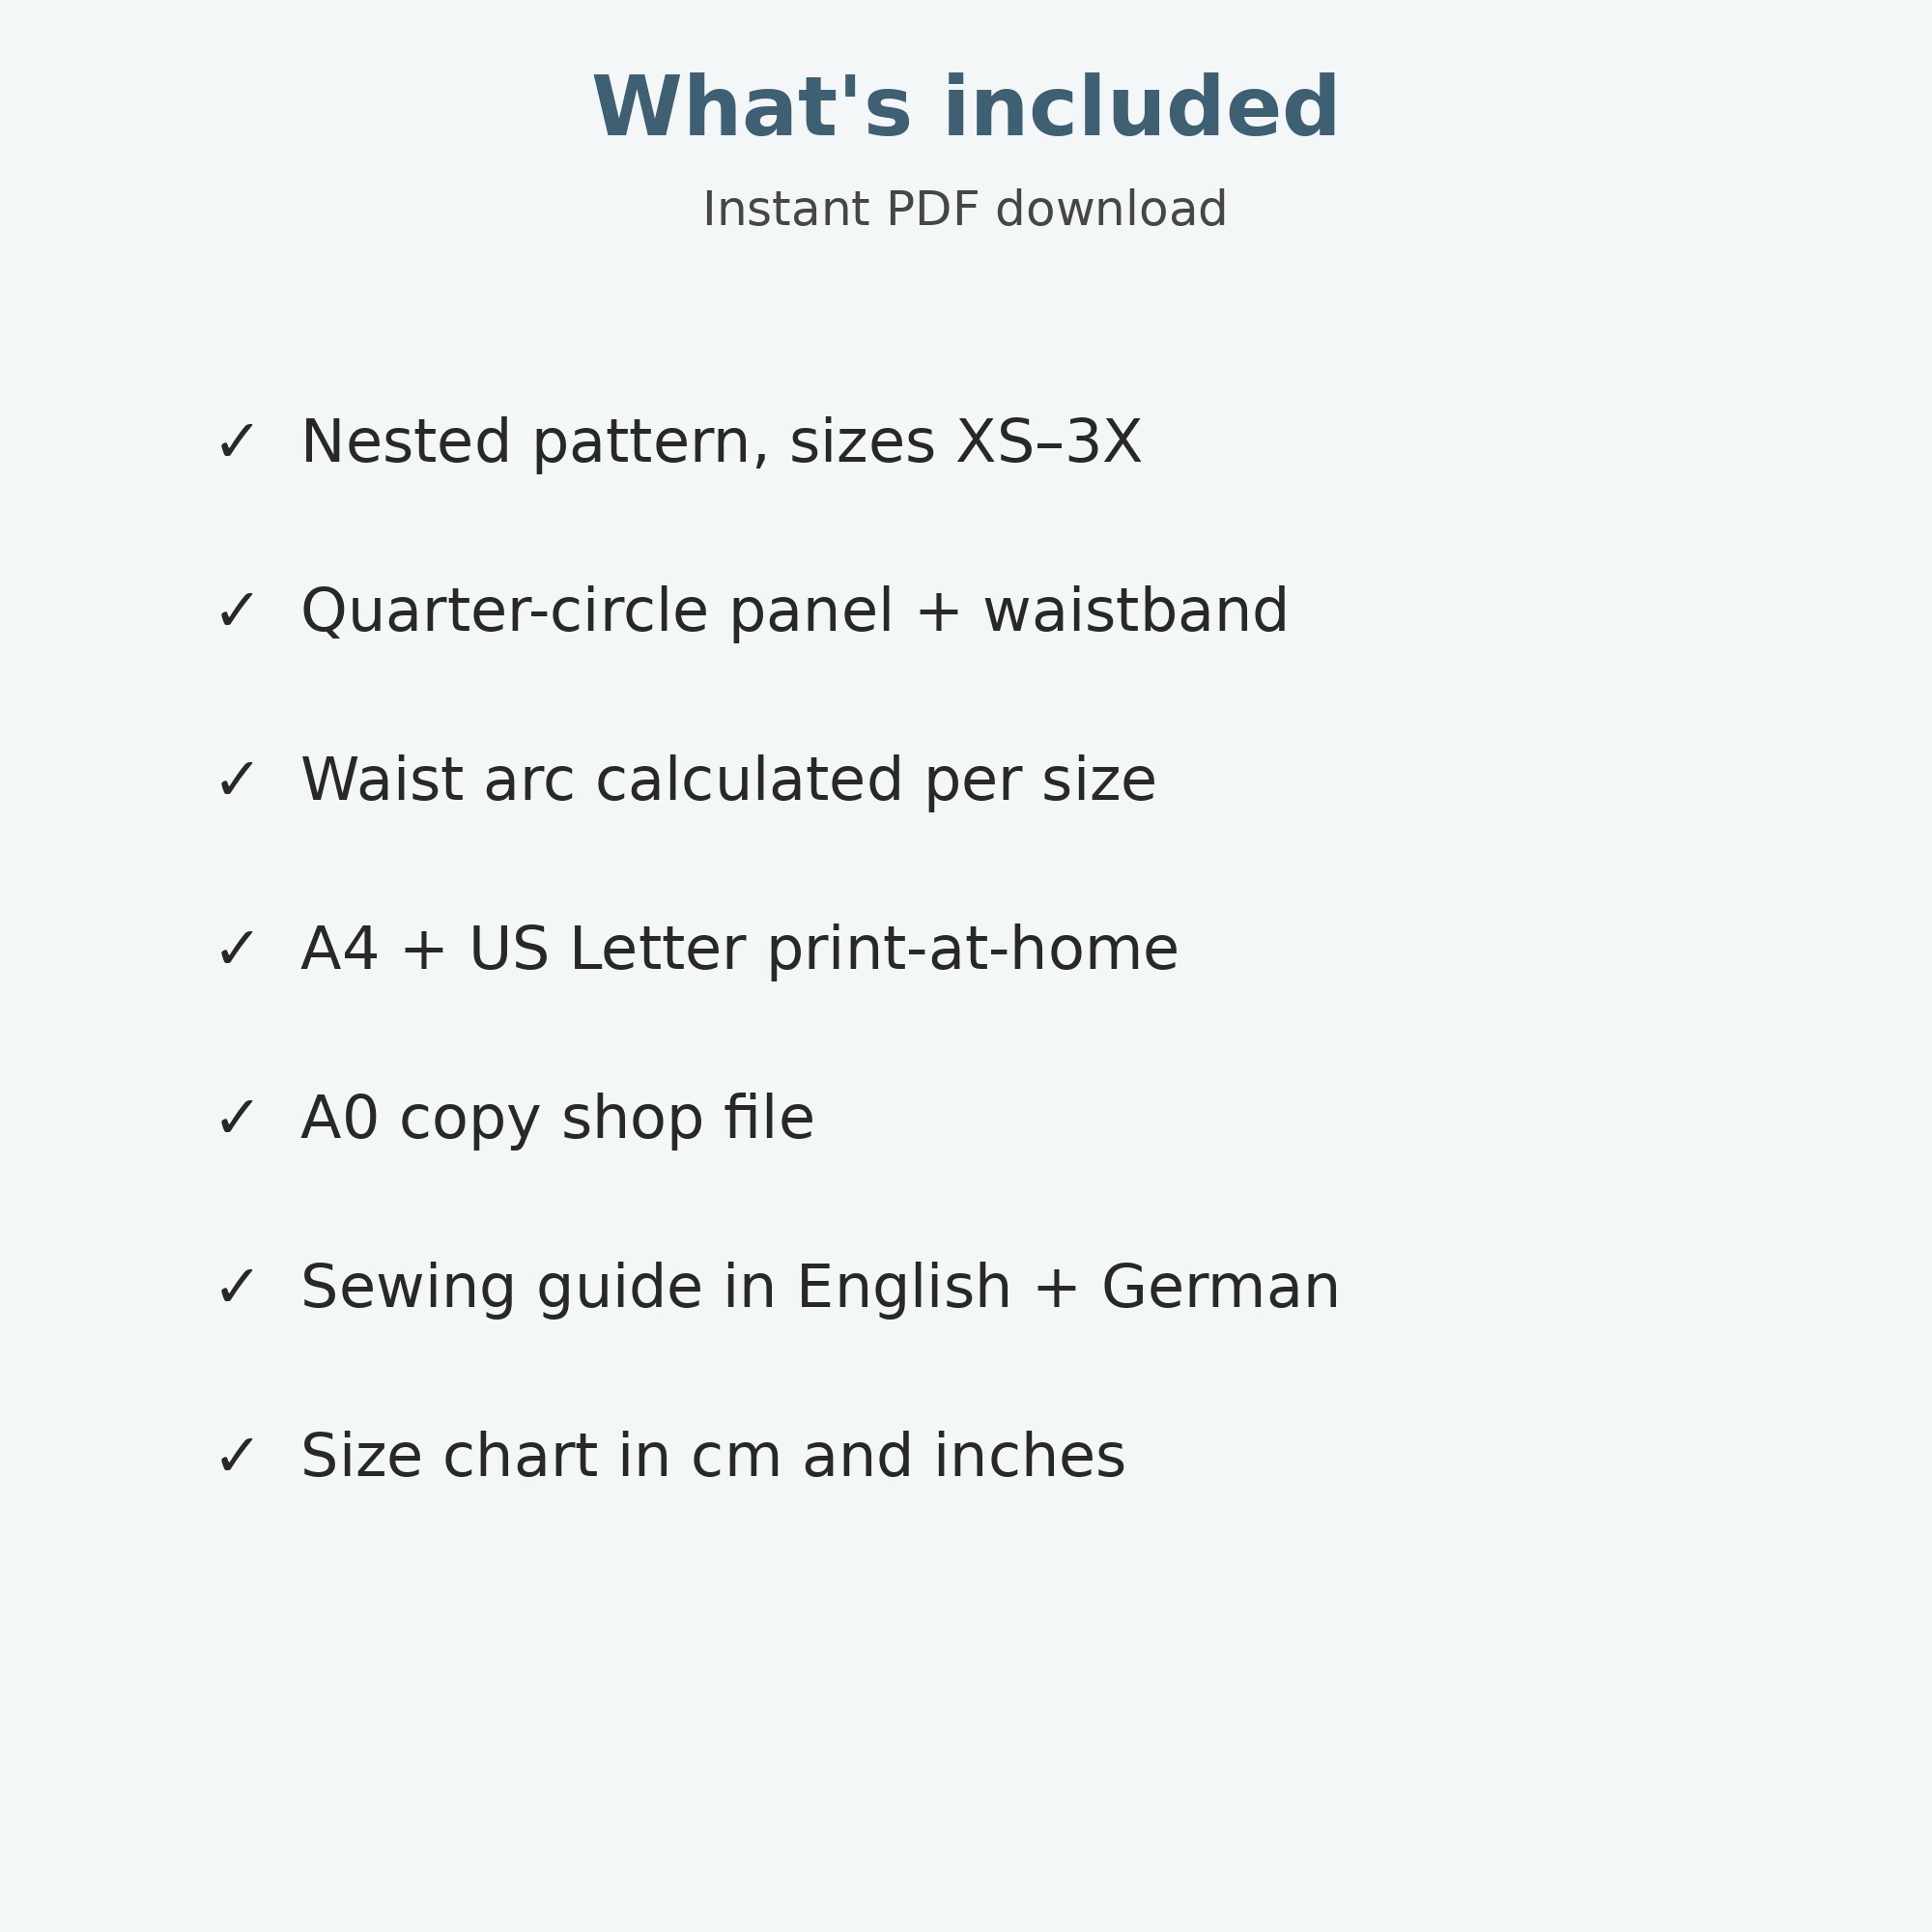 What's included
Instant PDF download
✓ Nested pattern, sizes XS–3X
✓ Quarter-circle panel + waistband
✓ Waist arc calculated per size
✓ A4 + US Letter print-at-home
✓ A0 copy shop file
✓ Sewing guide in English + German
✓ Size chart in cm and inches